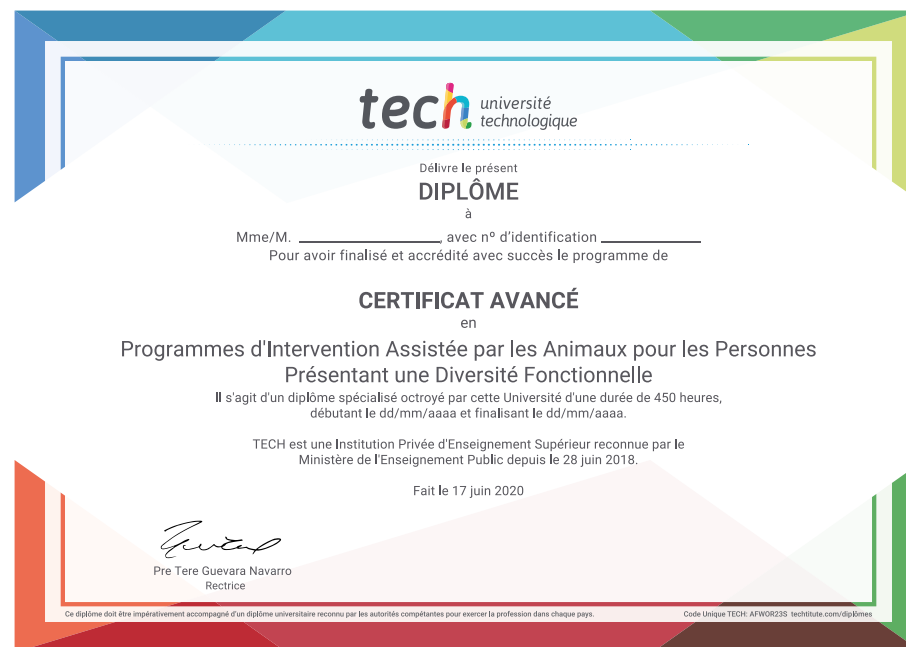 tech université
technologique
Délivre le présent
DIPLÔME
à
Mme/M. ____________, avec nº d'identification ____________
Pour avoir finalisé et accrédité avec succès le programme de
CERTIFICAT AVANCÉ
en
Programmes d'Intervention Assistée par les Animaux pour les Personnes
Présentant une Diversité Fonctionnelle
Il s'agit d'un diplôme spécialisé octroyé par cette Université d'une durée de 450 heures,
débutant le dd/mm/aaaa et finalisant le dd/mm/aaaa.
TECH est une Institution Privée d'Enseignement Supérieur reconnue par le
Ministère de l'Enseignement Public depuis le 28 juin 2018.
Fait le 17 juin 2020
Pre Tere Guevara Navarro
Rectrice
Ce diplôme doit être impérativement accompagné d'un diplôme universitaire reconnu par les autorités compétentes pour exercer la profession dans chaque pays.
Code Unique TECH: AFWOR23S techtitute.com/diplômes